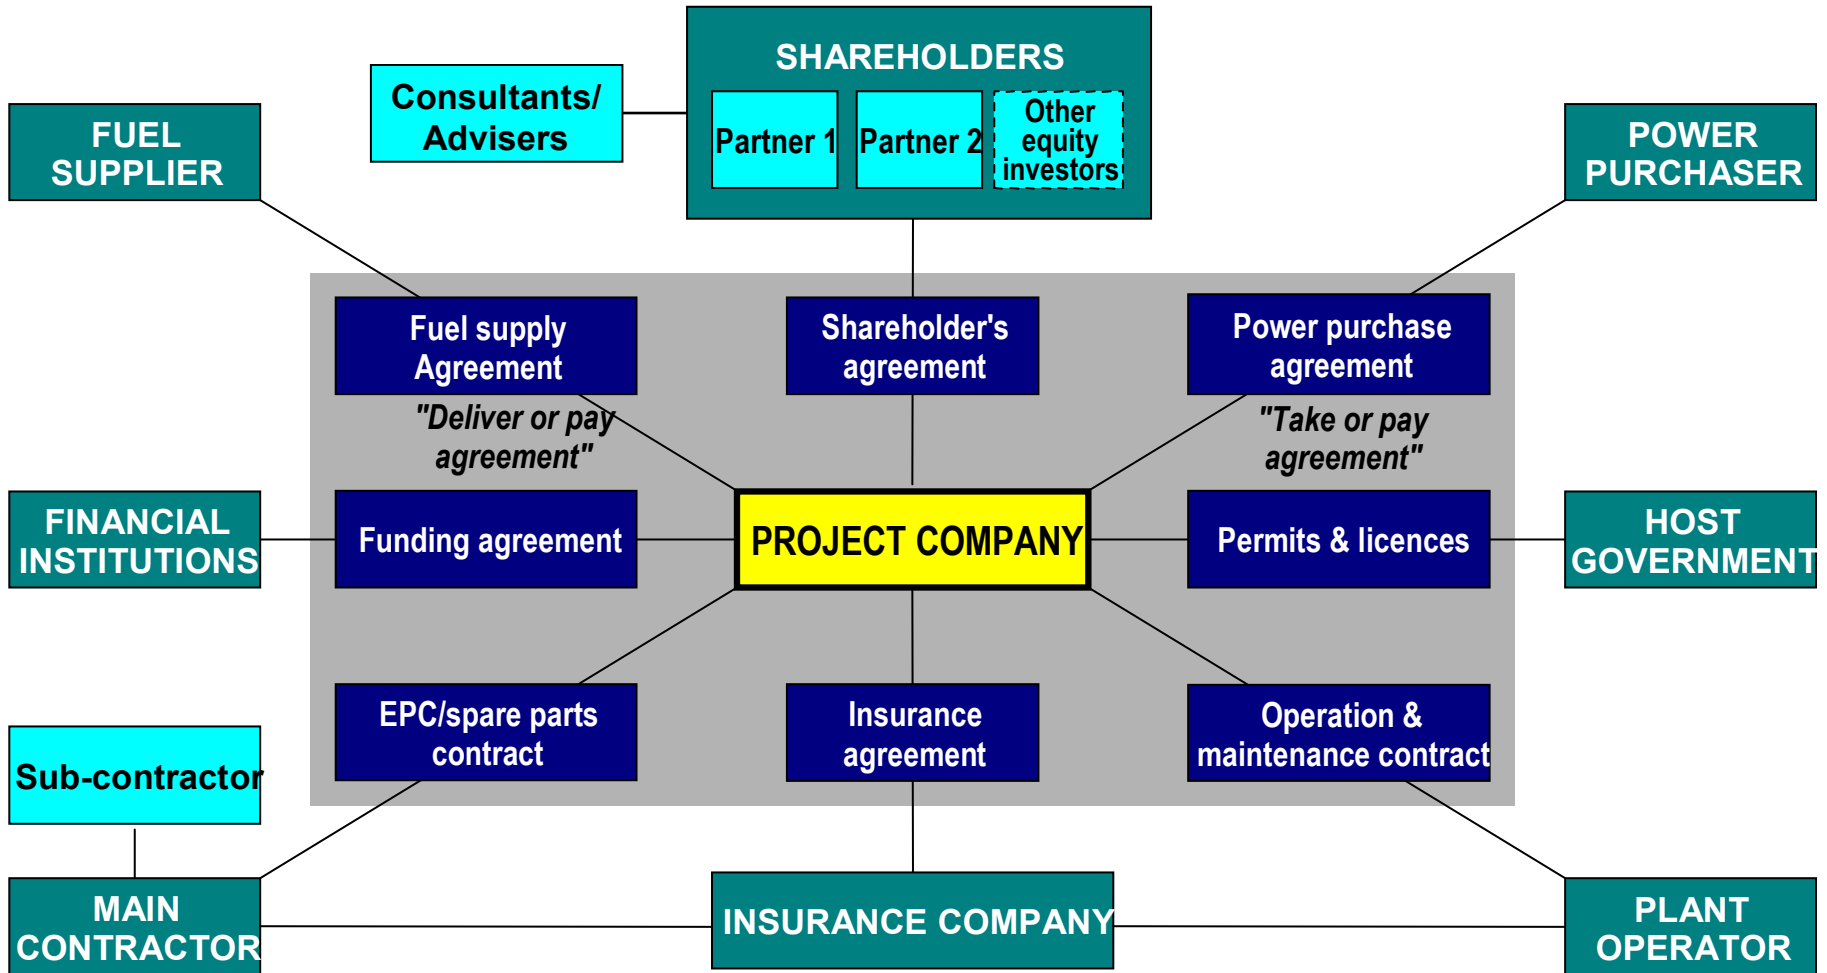 SHAREHOLDERS
Consultants/
Advisers
Partner 1
Partner 2
Other
equity
investors
FUEL
SUPPLIER
POWER
PURCHASER
Fuel supply
Agreement
Shareholder's
agreement
Power purchase
agreement
"Deliver or pay
agreement"
"Take or pay
agreement"
FINANCIAL
INSTITUTIONS
Funding agreement
PROJECT COMPANY
Permits & licences
HOST
GOVERNMENT
EPC/spare parts
contract
Insurance
agreement
Operation &
maintenance contract
Sub-contractor
MAIN
CONTRACTOR
INSURANCE COMPANY
PLANT
OPERATOR